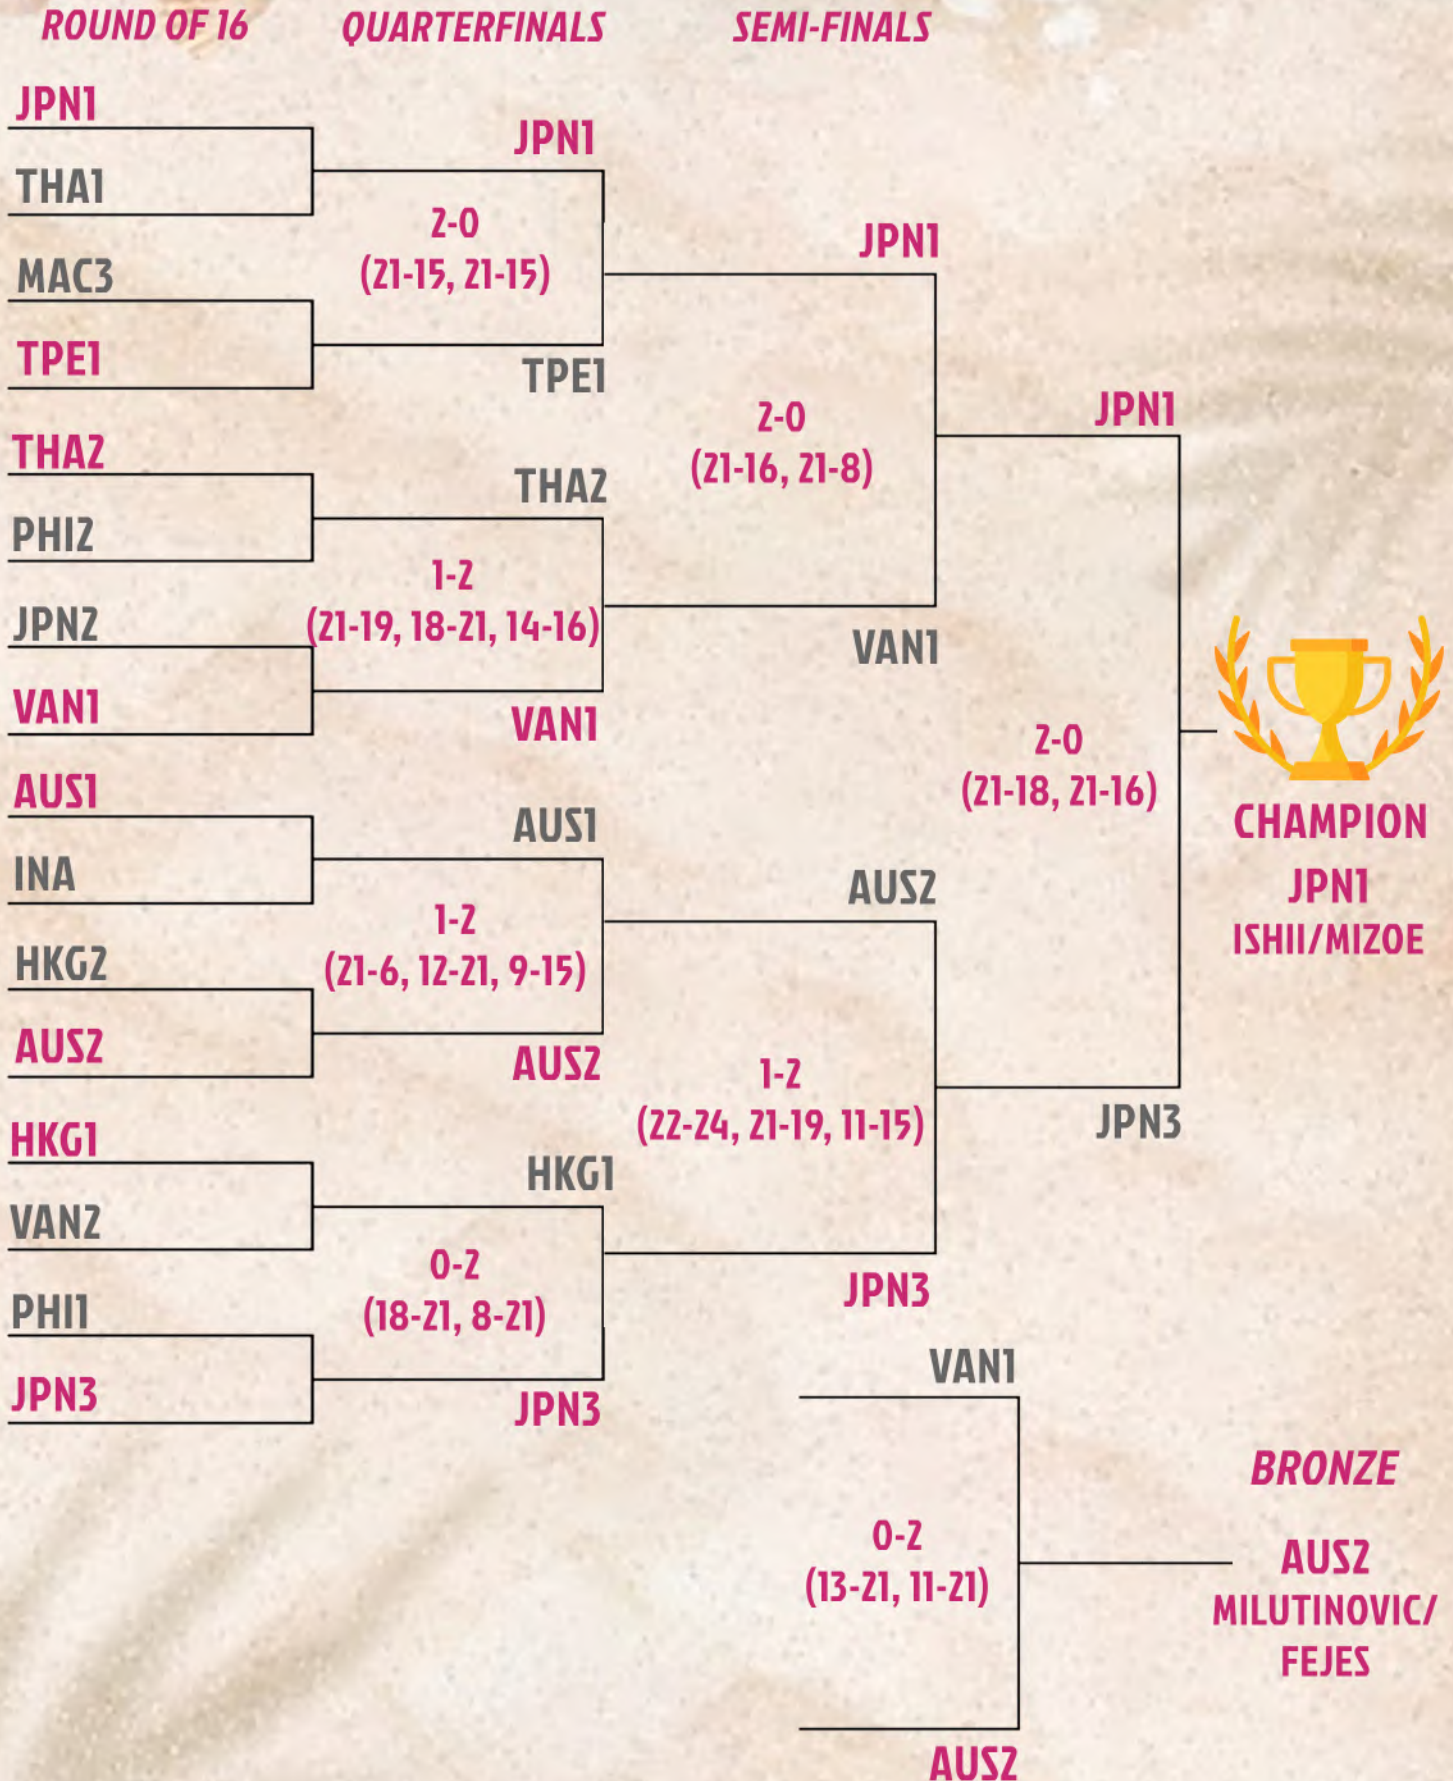 ROUND OF 16
QUARTERFINALS
SEMI-FINALS
JPN1
THA1
MAC3
TPE1
THA2
PHI2
JPN2
VAN1
AUS1
INA
HKG2
AUS2
HKG1
VAN2
PHI1
JPN3
JPN1
2-0
(21-15, 21-15)
TPE1
THA2
1-2
(21-19, 18-21, 14-16)
VAN1
AUS1
1-2
(21-6, 12-21, 9-15)
AUS2
HKG1
0-2
(18-21, 8-21)
JPN3
JPN1
2-0
(21-16, 21-8)
VAN1
AUS2
1-2
(22-24, 21-19, 11-15)
JPN3
JPN1
2-0
(21-18, 21-16)
JPN3
CHAMPION
JPN1
ISHII/MIZOE
VAN1
0-2
(13-21, 11-21)
AUS2
BRONZE
AUS2
MILUTINOVIC/
FEJES